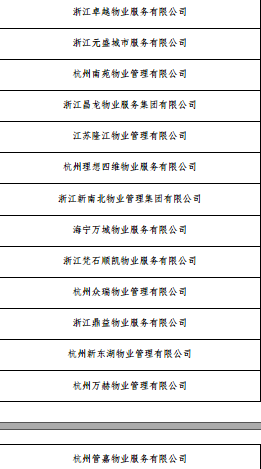 浙江卓越物业服务有限公司
浙江元盛城市服务有限公司
杭州南苑物业管理有限公司
浙江昌龙物业服务集团有限公司
江苏隆江物业管理有限公司
杭州理想四维物业服务有限公司
浙江新南北物业管理集团有限公司
海宁万城物业服务有限公司
浙江梵石顺凯物业服务有限公司
杭州众瑞物业管理有限公司
浙江鼎益物业服务有限公司
杭州新东湖物业管理有限公司
杭州万赫物业管理有限公司
杭州管嘉物业服务有限公司